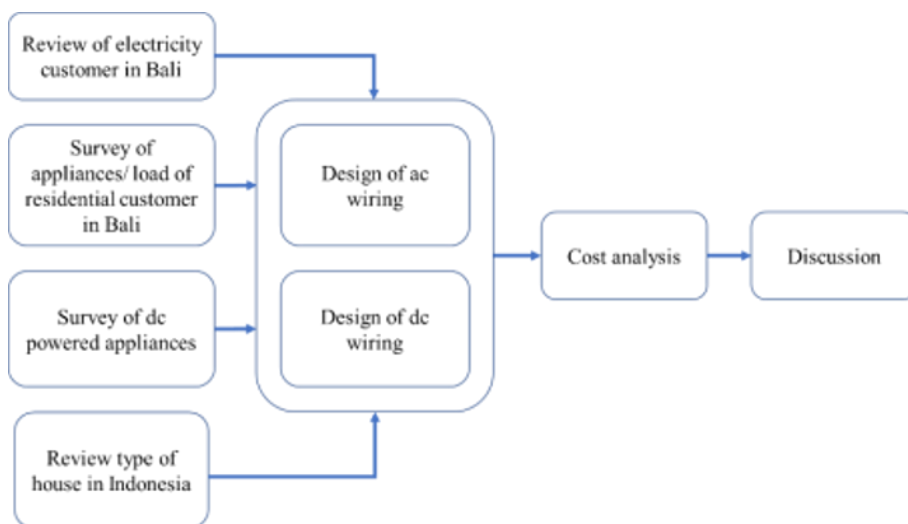 Review of electricity
customer in Bali
Survey of
appliances/ load of
residential customer
in Bali
Survey of dc
powered appliances
Review type of
house in Indonesia
Design of ac
wiring
Design of dc
wiring
Cost analysis
Discussion